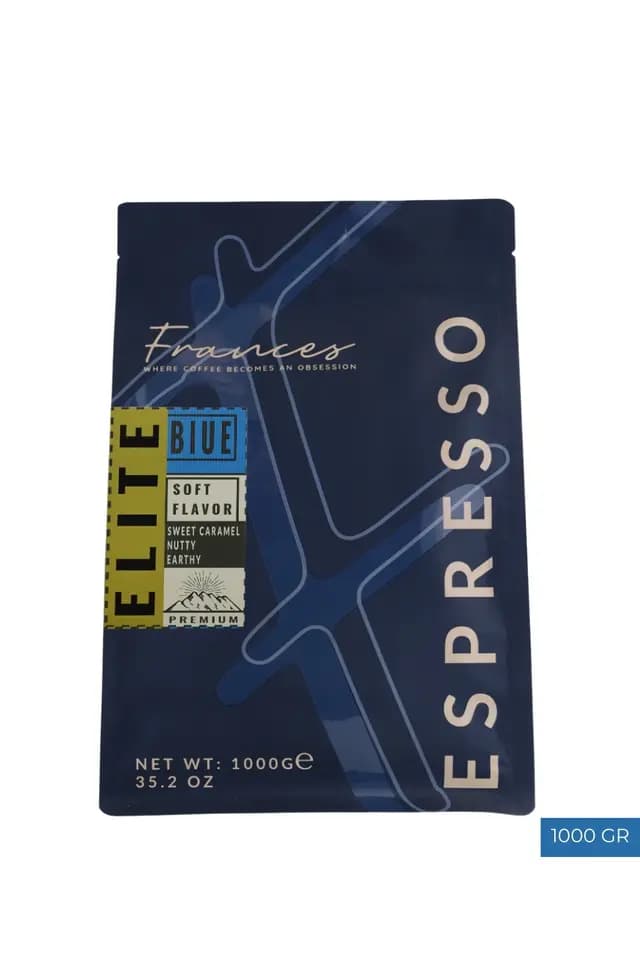 Frances
WHERE COFFEE BECOMES AN OBSESSION
ELITE
BIUE
SOFT
FLAVOR
SWEET CARAMEL
NUTTY
EARTHY
PREMIUM
ESPRESSO
NET WT: 1000G℮
35.2 OZ
1000 GR